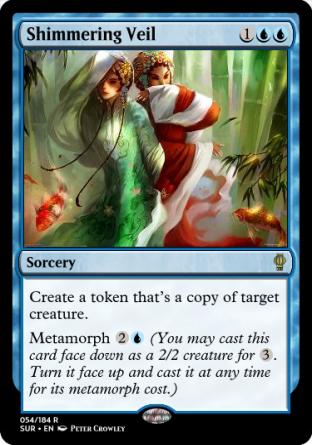 Shimmering Veil 1
Sorcery
Create a token that's a copy of target
creature.
Metamorph 2 (You may cast this
card face down as a 2/2 creature for 3.
Turn it face up and cast it at any time
for its metamorph cost.)
054/184 R
SUR • EN PETER CROWLEY